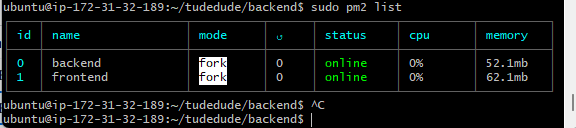 ubuntu@ip-172-31-32-189:~/tudedude/backend$ sudo pm2 list
id name mode ↺ status cpu memory
0 backend fork 0 online 0% 52.1mb
1 frontend fork 0 online 0% 62.1mb
ubuntu@ip-172-31-32-189:~/tudedude/backend$ ^C
ubuntu@ip-172-31-32-189:~/tudedude/backend$